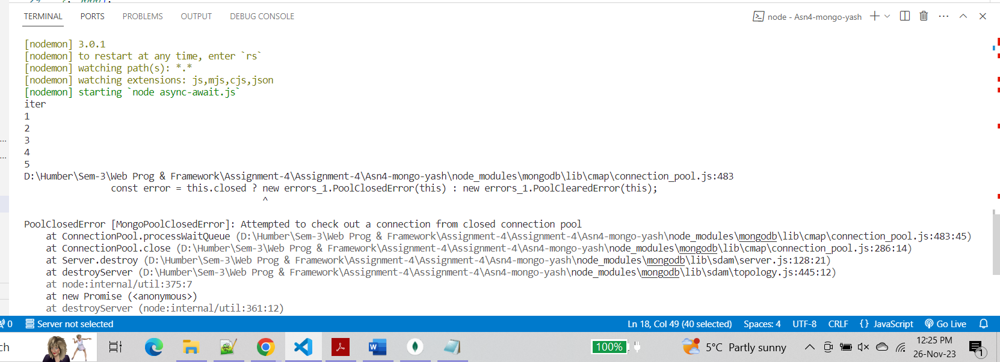 TERMINAL PORTS PROBLEMS OUTPUT DEBUG CONSOLE node - Asn4-mongo-yash
[nodemon] 3.0.1
[nodemon] to restart at any time, enter `rs`
[nodemon] watching path(s): *.*
[nodemon] watching extensions: js,mjs,cjs,json
[nodemon] starting `node async-await.js`
iter
1
2
3
4
5
D:\Humber\Sem-3\Web Prog & Framework\Assignment-4\Assignment-4\Asn4-mongo-yash\node_modules\mongodb\lib\cmap\connection_pool.js:483
const error = this.closed ? new errors_1.PoolClosedError(this) : new errors_1.PoolClearedError(this);
^
PoolClosedError [MongoPoolClosedError]: Attempted to check out a connection from closed connection pool
at ConnectionPool.processWaitQueue (D:\Humber\Sem-3\Web Prog & Framework\Assignment-4\Assignment-4\Asn4-mongo-yash\node_modules\mongodb\lib\cmap\connection_pool.js:483:45)
at ConnectionPool.close (D:\Humber\Sem-3\Web Prog & Framework\Assignment-4\Assignment-4\Asn4-mongo-yash\node_modules\mongodb\lib\cmap\connection_pool.js:286:14)
at Server.destroy (D:\Humber\Sem-3\Web Prog & Framework\Assignment-4\Assignment-4\Asn4-mongo-yash\node_modules\mongodb\lib\sdam\server.js:128:21)
at destroyServer (D:\Humber\Sem-3\Web Prog & Framework\Assignment-4\Assignment-4\Asn4-mongo-yash\node_modules\mongodb\lib\sdam\topology.js:445:12)
at node:internal/util:375:7
at new Promise (<anonymous>)
at destroyServer (node:internal/util:361:12)
0 Server not selected Ln 18, Col 49 (40 selected) Spaces: 4 UTF-8 CRLF {} JavaScript Go Live
ch 100% 5°C Partly sunny 12:25 PM
26-Nov-23 1